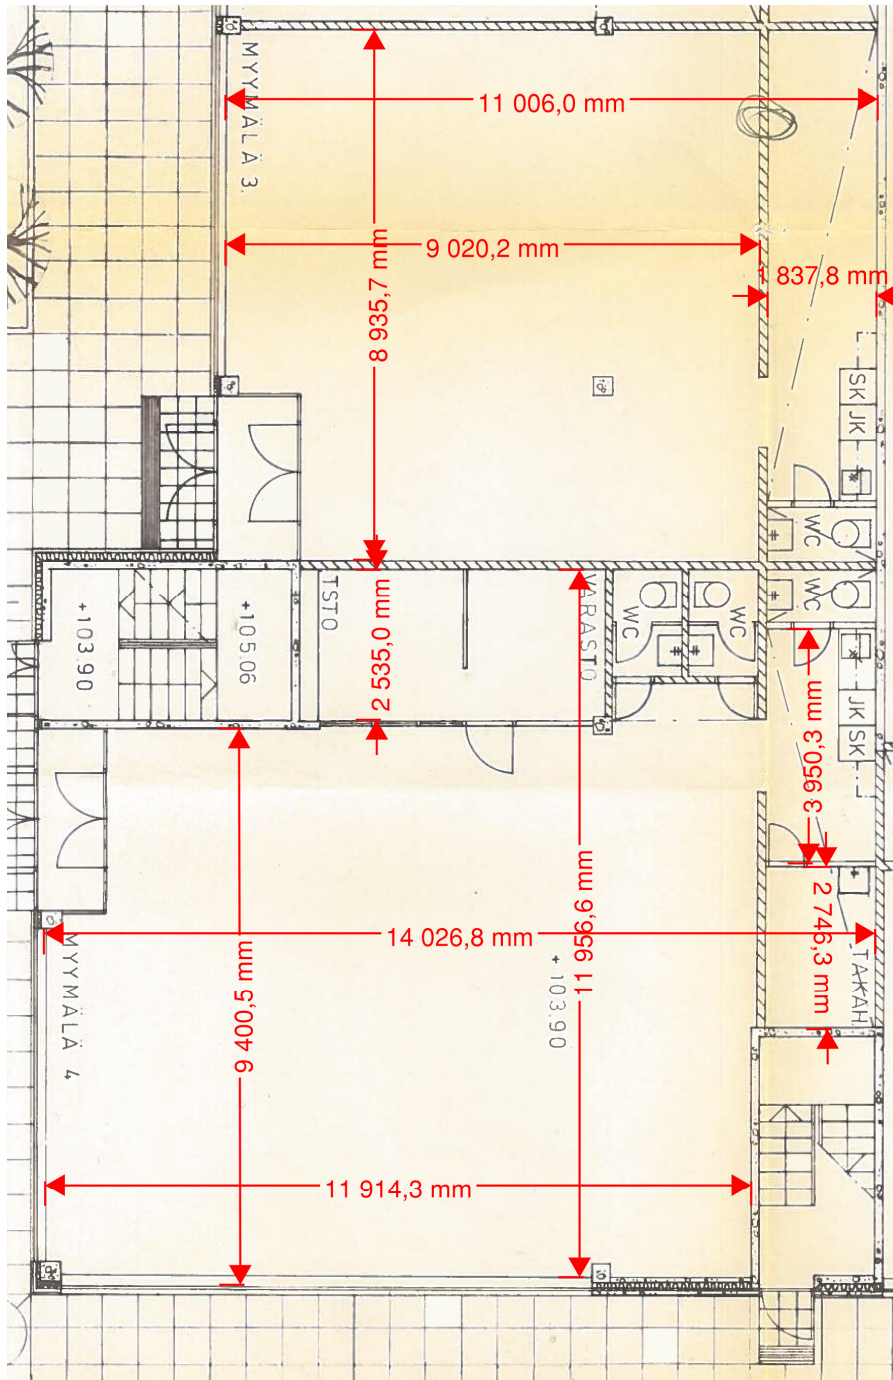 MYYMÄLÄ 3.
11 006,0 mm
8 935,7 mm
9 020,2 mm
1 837,8 mm
SK
JK
WC
WC
+103.90
+105.06
TSTO
2 535,0 mm
VARASTO
WC
WC
3 950,3 mm
JK
SK
14 026,8 mm
11 956,6 mm
2 746,3 mm
TAKAH
MYYMÄLÄ 4
9 400,5 mm
+ 103.90
11 914,3 mm